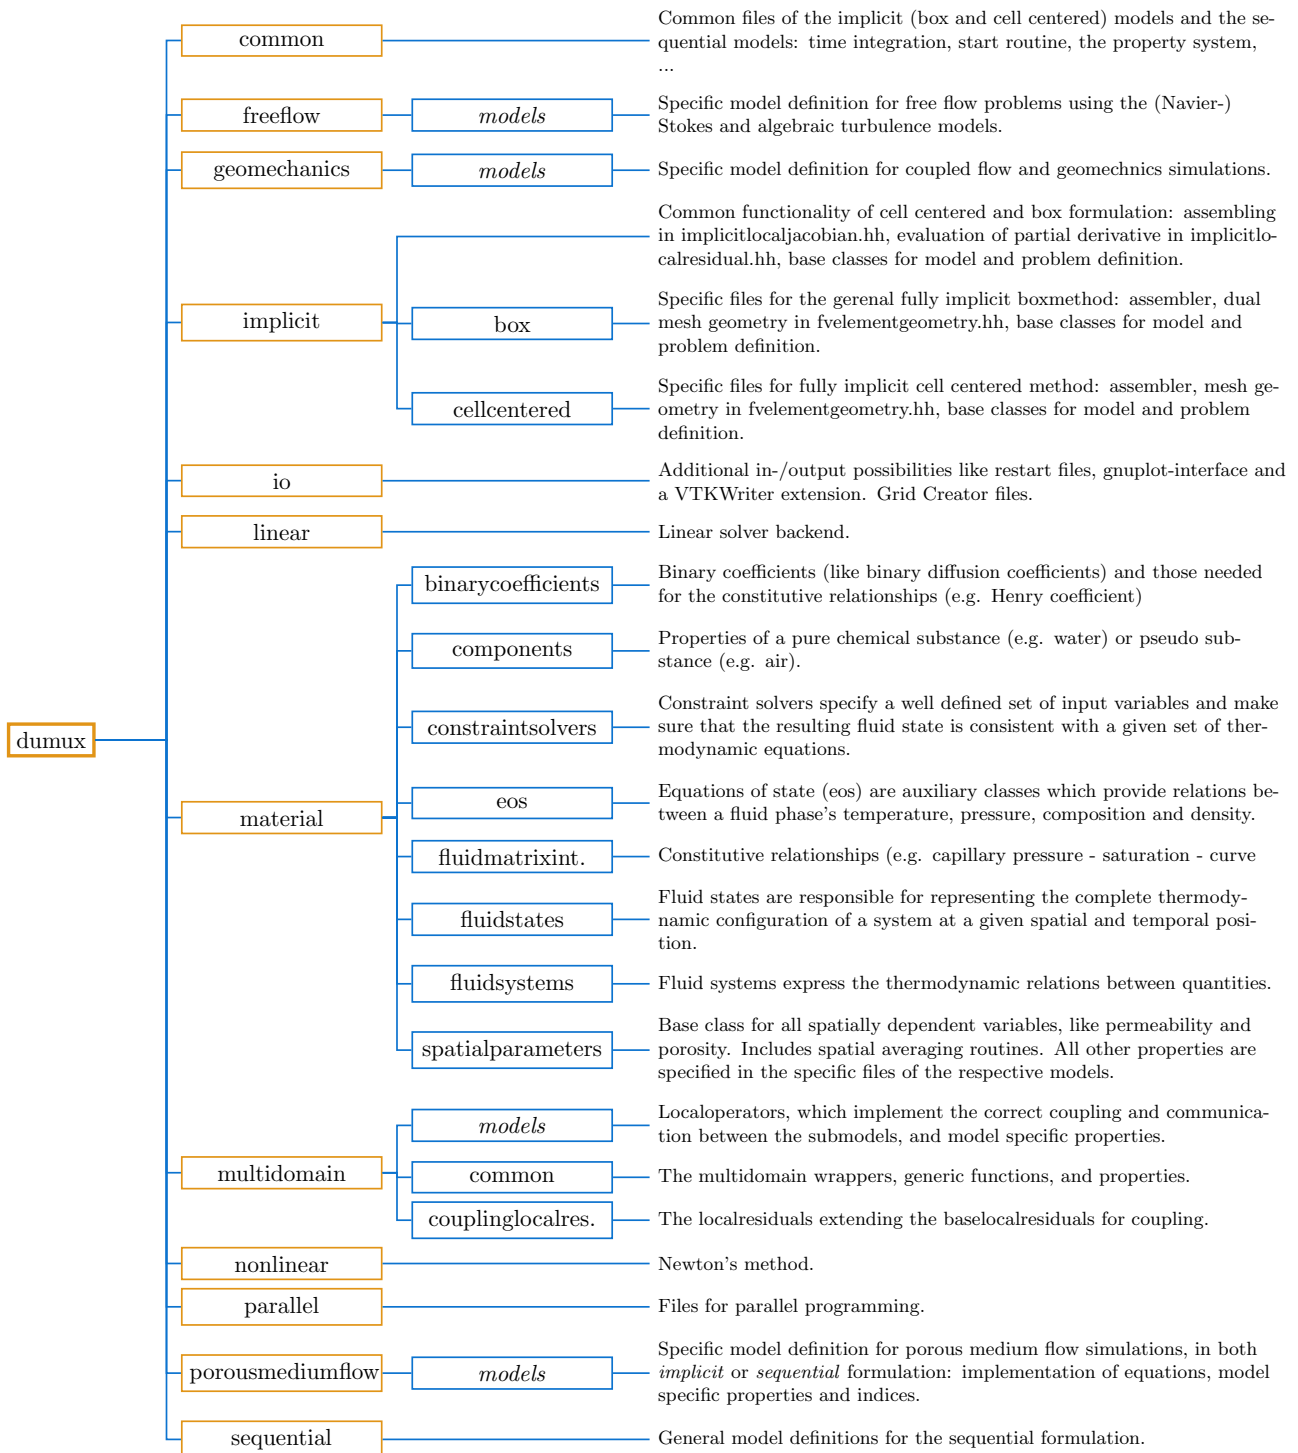 common
Common files of the implicit (box and cell centered) models and the se-
quential models: time integration, start routine, the property system,
...
freeflow
models
Specific model definition for free flow problems using the (Navier-)
Stokes and algebraic turbulence models.
geomechanics
models
Specific model definition for coupled flow and geomechnics simulations.
Common functionality of cell centered and box formulation: assembling
in implicitlocaljacobian.hh, evaluation of partial derivative in implicitlo-
calresidual.hh, base classes for model and problem definition.
implicit
box
Specific files for the gerenal fully implicit boxmethod: assembler, dual
mesh geometry in fvelementgeometry.hh, base classes for model and
problem definition.
cellcentered
Specific files for fully implicit cell centered method: assembler, mesh ge-
ometry in fvelementgeometry.hh, base classes for model and problem
definition.
io
Additional in-/output possibilities like restart files, gnuplot-interface and
a VTKWriter extension. Grid Creator files.
linear
Linear solver backend.
binarycoefficients
Binary coefficients (like binary diffusion coefficients) and those needed
for the constitutive relationships (e.g. Henry coefficient)
components
Properties of a pure chemical substance (e.g. water) or pseudo sub-
stance (e.g. air).
constraintsolvers
Constraint solvers specify a well defined set of input variables and make
sure that the resulting fluid state is consistent with a given set of ther-
modynamic equations.
dumux
material
eos
Equations of state (eos) are auxiliary classes which provide relations be-
tween a fluid phase's temperature, pressure, composition and density.
fluidmatrixint.
Constitutive relationships (e.g. capillary pressure - saturation - curve
fluidstates
Fluid states are responsible for representing the complete thermody-
namic configuration of a system at a given spatial and temporal posi-
tion.
fluidsystems
Fluid systems express the thermodynamic relations between quantities.
spatialparameters
Base class for all spatially dependent variables, like permeability and
porosity. Includes spatial averaging routines. All other properties are
specified in the specific files of the respective models.
models
Localoperators, which implement the correct coupling and communica-
tion between the submodels, and model specific properties.
multidomain
common
The multidomain wrappers, generic functions, and properties.
couplinglocalres.
The localresiduals extending the baselocalresiduals for coupling.
nonlinear
Newton's method.
parallel
Files for parallel programming.
porousmediumflow
models
Specific model definition for porous medium flow simulations, in both
implicit or sequential formulation: implementation of equations, model
specific properties and indices.
sequential
General model definitions for the sequential formulation.